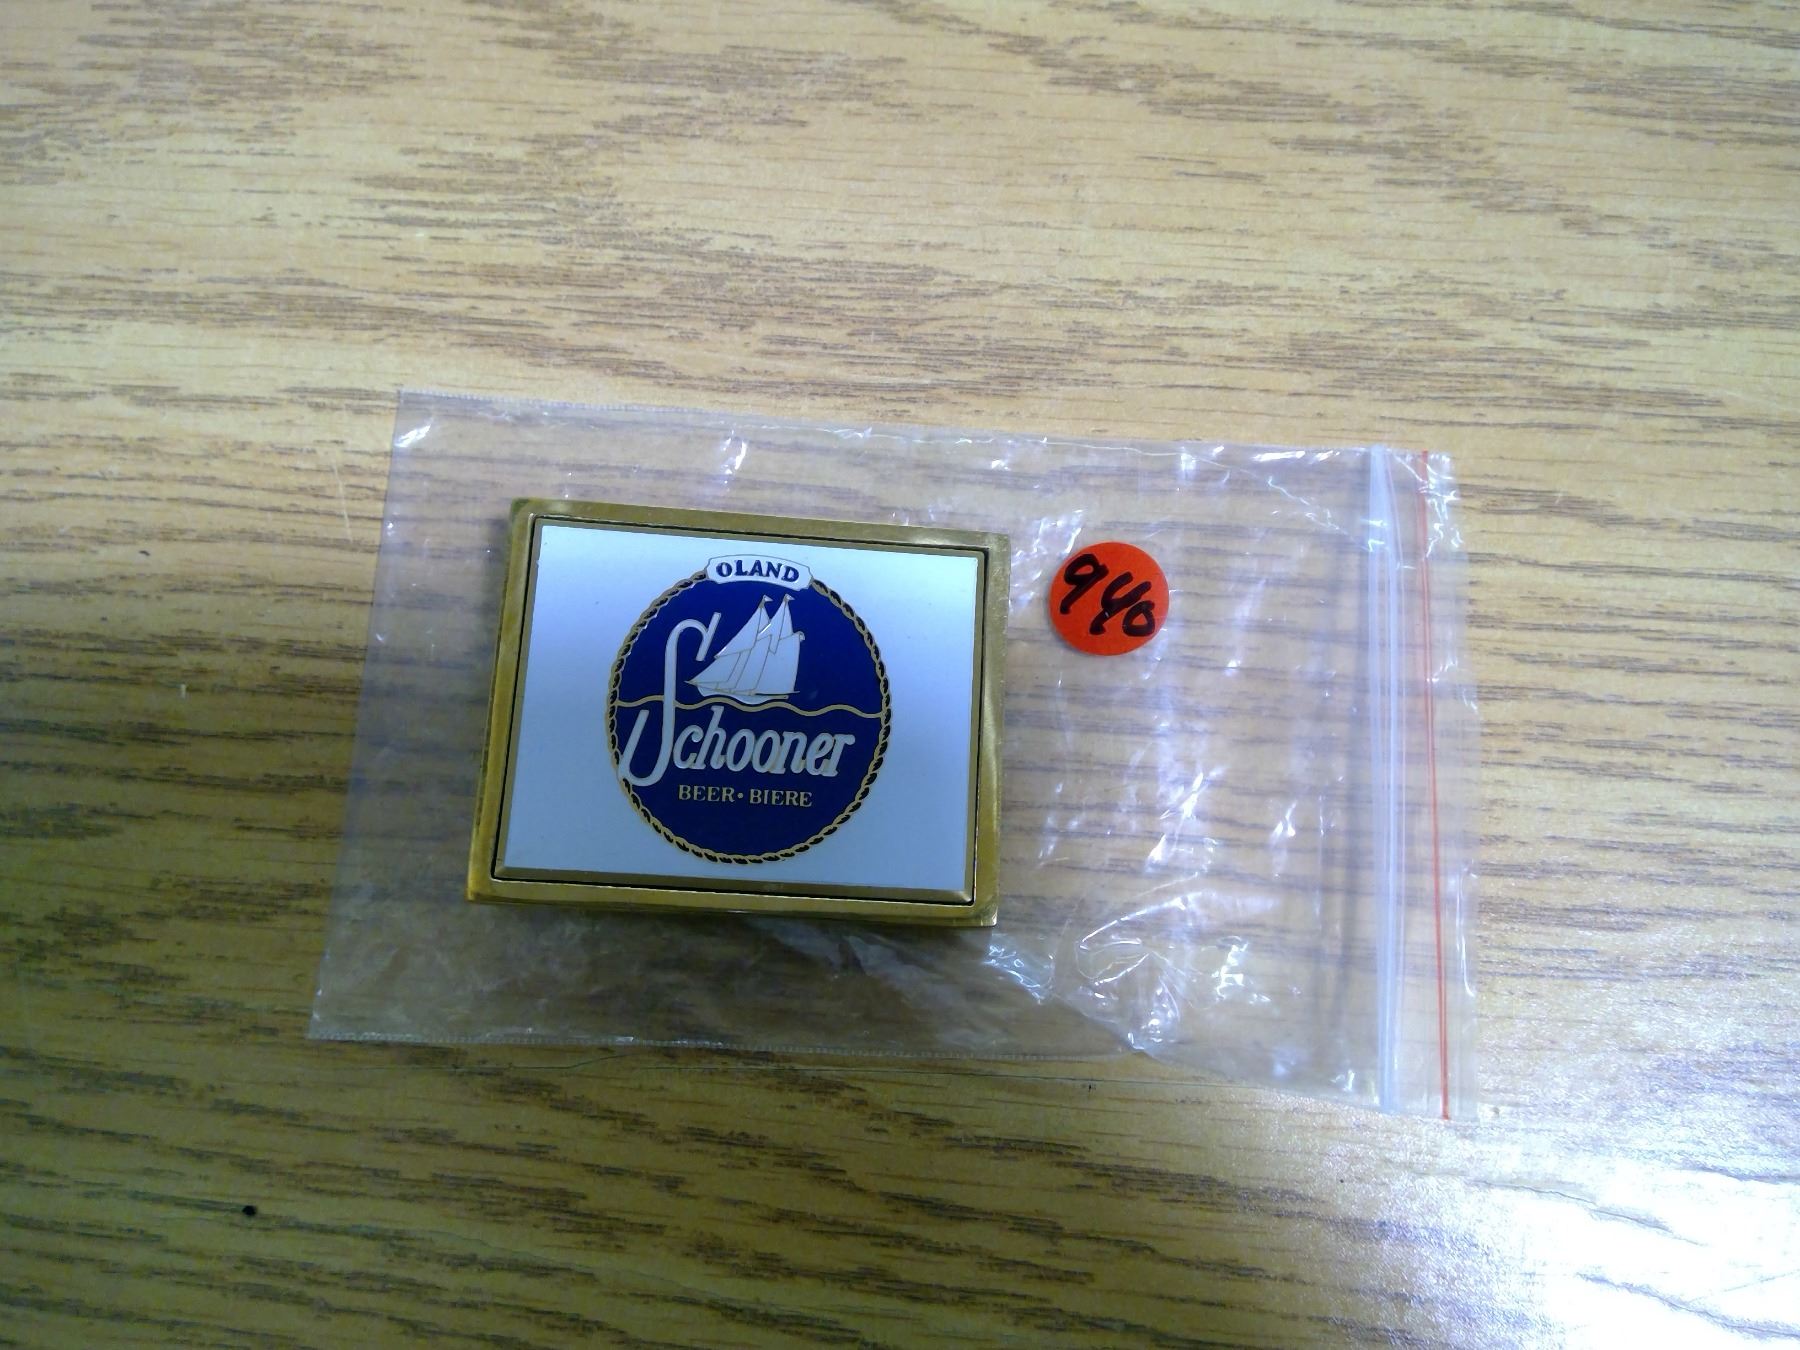 OLAND
Schooner
BEER • BIERE
940